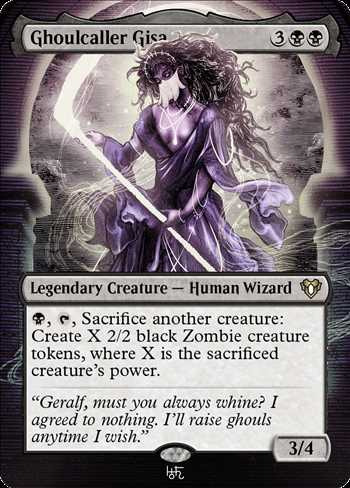 Ghoulcaller Gisa 3
Legendary Creature — Human Wizard
, , Sacrifice another creature:
Create X 2/2 black Zombie creature
tokens, where X is the sacrificed
creature's power.
"Geralf, must you always whine? I
agreed to nothing. I'll raise ghouls
anytime I wish."
3/4